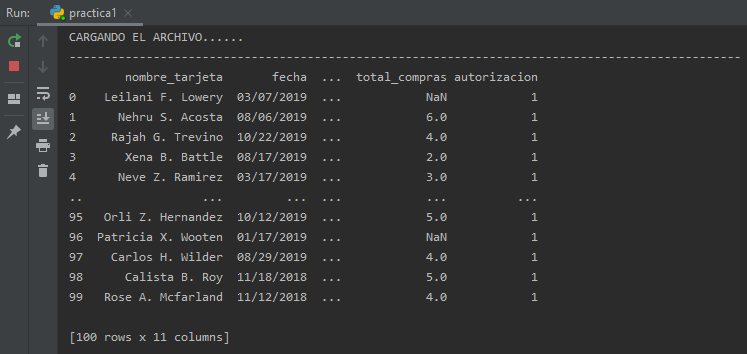 Run: practica1
CARGANDO EL ARCHIVO......
-------------------------------------------------------------------------------------------------
nombre_tarjeta fecha ... total_compras autorizacion
0 Leilani F. Lowery 03/07/2019 ... NaN 1
1 Nehru S. Acosta 08/06/2019 ... 6.0 1
2 Rajah G. Trevino 10/22/2019 ... 4.0 1
3 Xena B. Battle 08/17/2019 ... 2.0 1
4 Neve Z. Ramirez 03/17/2019 ... 3.0 1
.. ... ... ... ... ...
95 Orli Z. Hernandez 10/12/2019 ... 5.0 1
96 Patricia X. Wooten 01/17/2019 ... NaN 1
97 Carlos H. Wilder 08/29/2019 ... 4.0 1
98 Calista B. Roy 11/18/2018 ... 5.0 1
99 Rose A. Mcfarland 11/12/2018 ... 4.0 1
[100 rows x 11 columns]